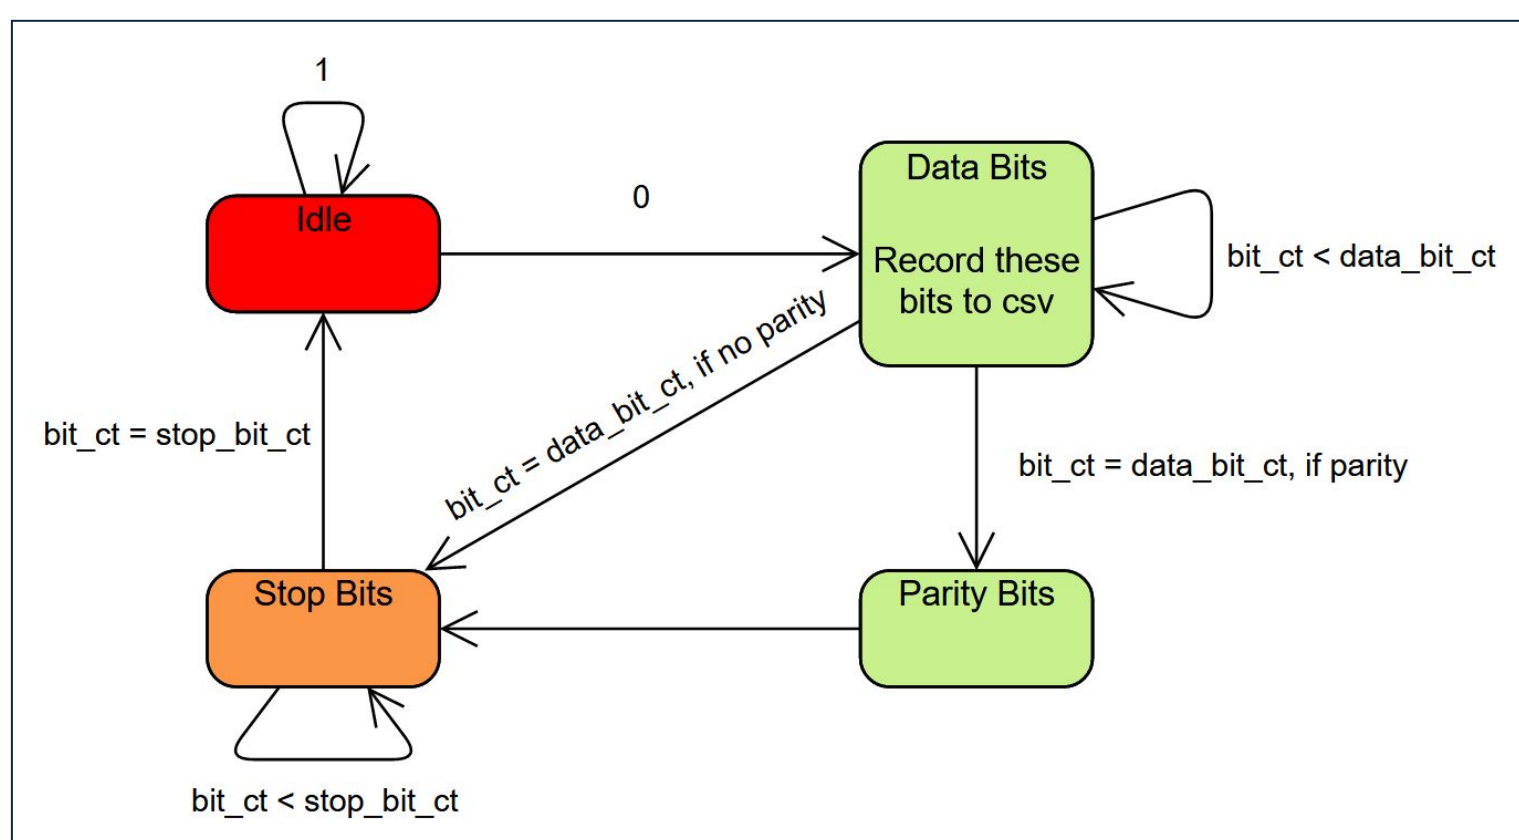 1
Idle
0
Data Bits
Record these
bits to csv
bit_ct < data_bit_ct
bit_ct = data_bit_ct, if no parity
bit_ct = stop_bit_ct
bit_ct = data_bit_ct, if parity
Stop Bits
Parity Bits
bit_ct < stop_bit_ct